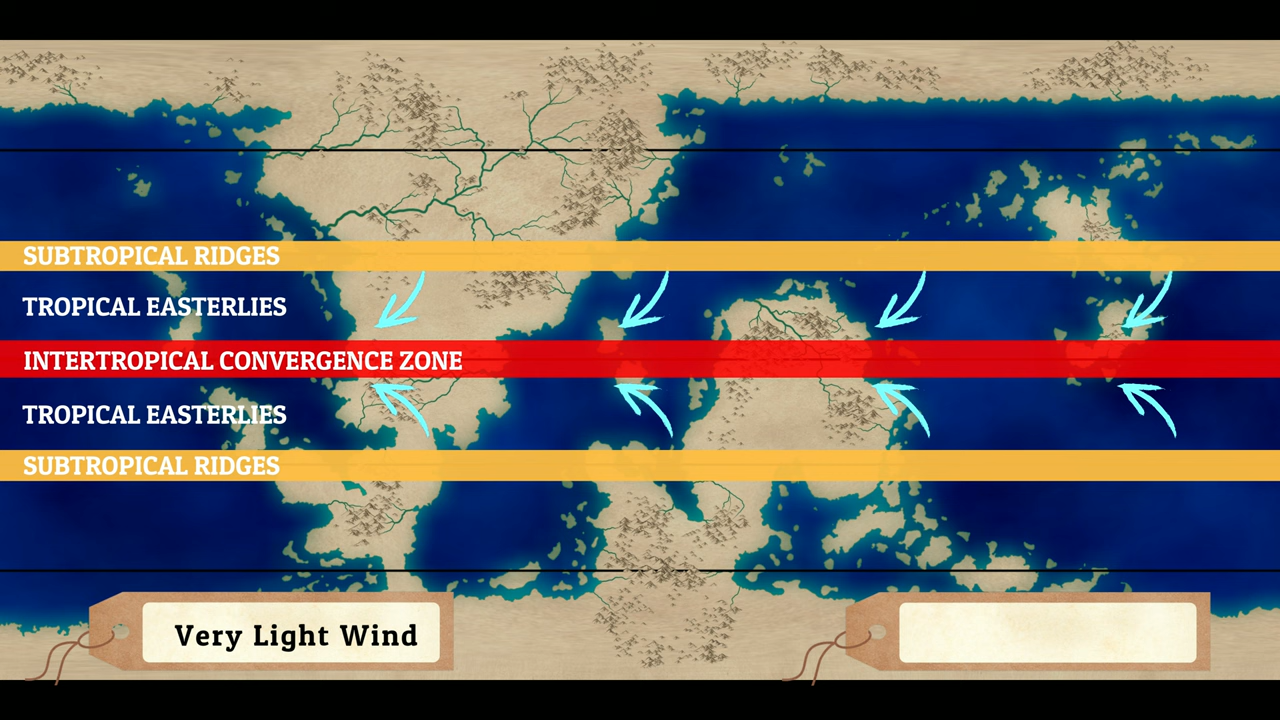 SUBTROPICAL RIDGES
TROPICAL EASTERLIES
INTERTROPICAL CONVERGENCE ZONE
TROPICAL EASTERLIES
SUBTROPICAL RIDGES
Very Light Wind